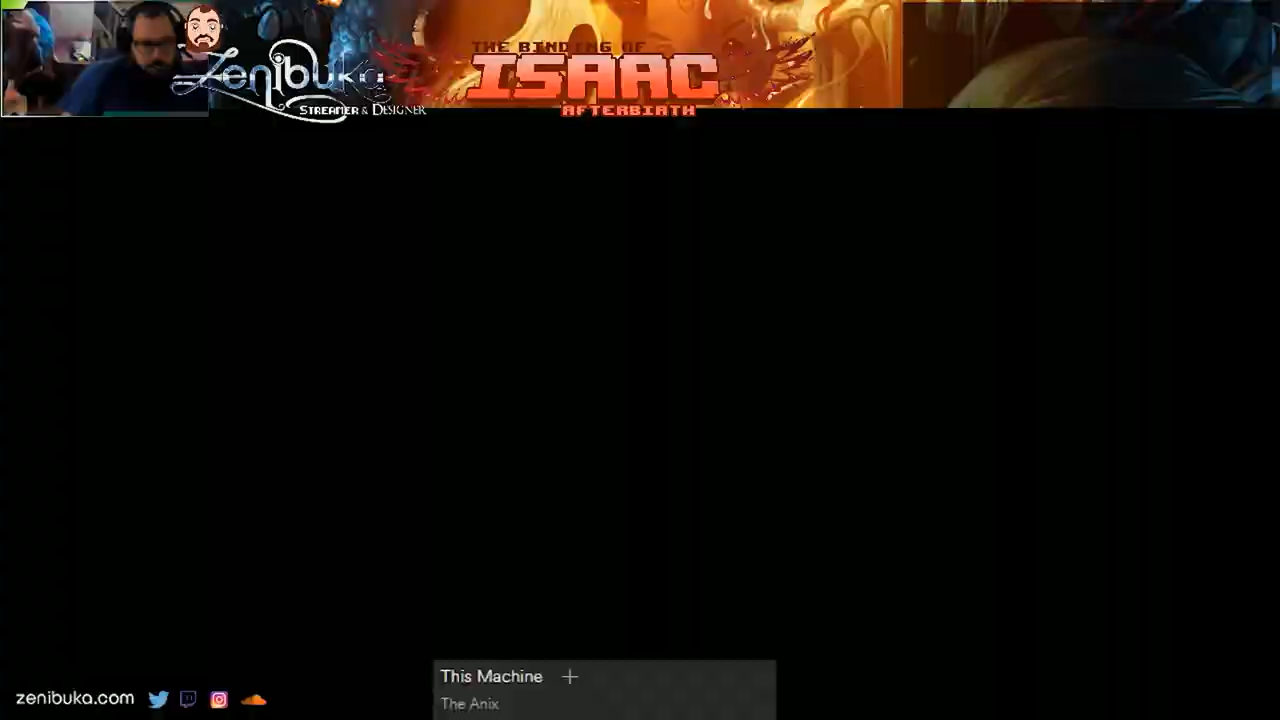 Zenibuka
STREAMER & DESIGNER
THE BINDING OF
ISAAC
AFTERBIRTH
This Machine
The Anix
zenibuka.com